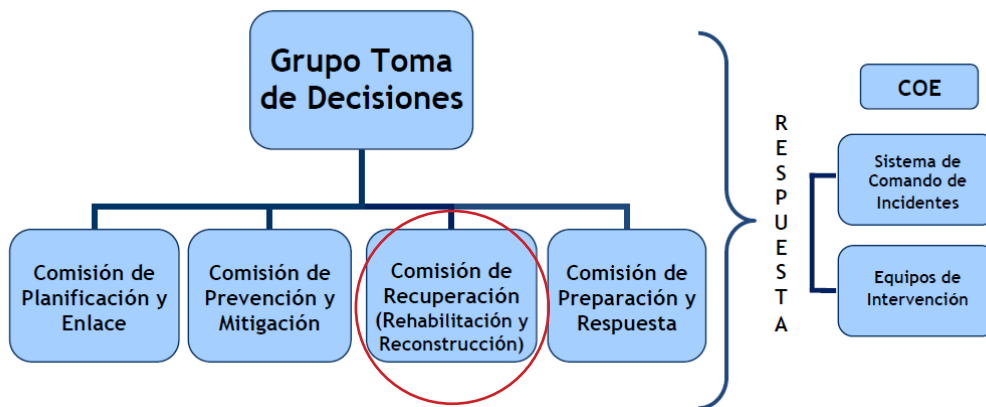 Grupo Toma
de Decisiones
Comisión de
Planificación y
Enlace
Comisión de
Prevención y
Mitigación
Comisión de
Recuperación
(Rehabilitación y
Reconstrucción)
Comisión de
Preparación y
Respuesta
R
E
S
P
U
E
S
T
A
COE
Sistema de
Comando de
Incidentes
Equipos de
Intervención